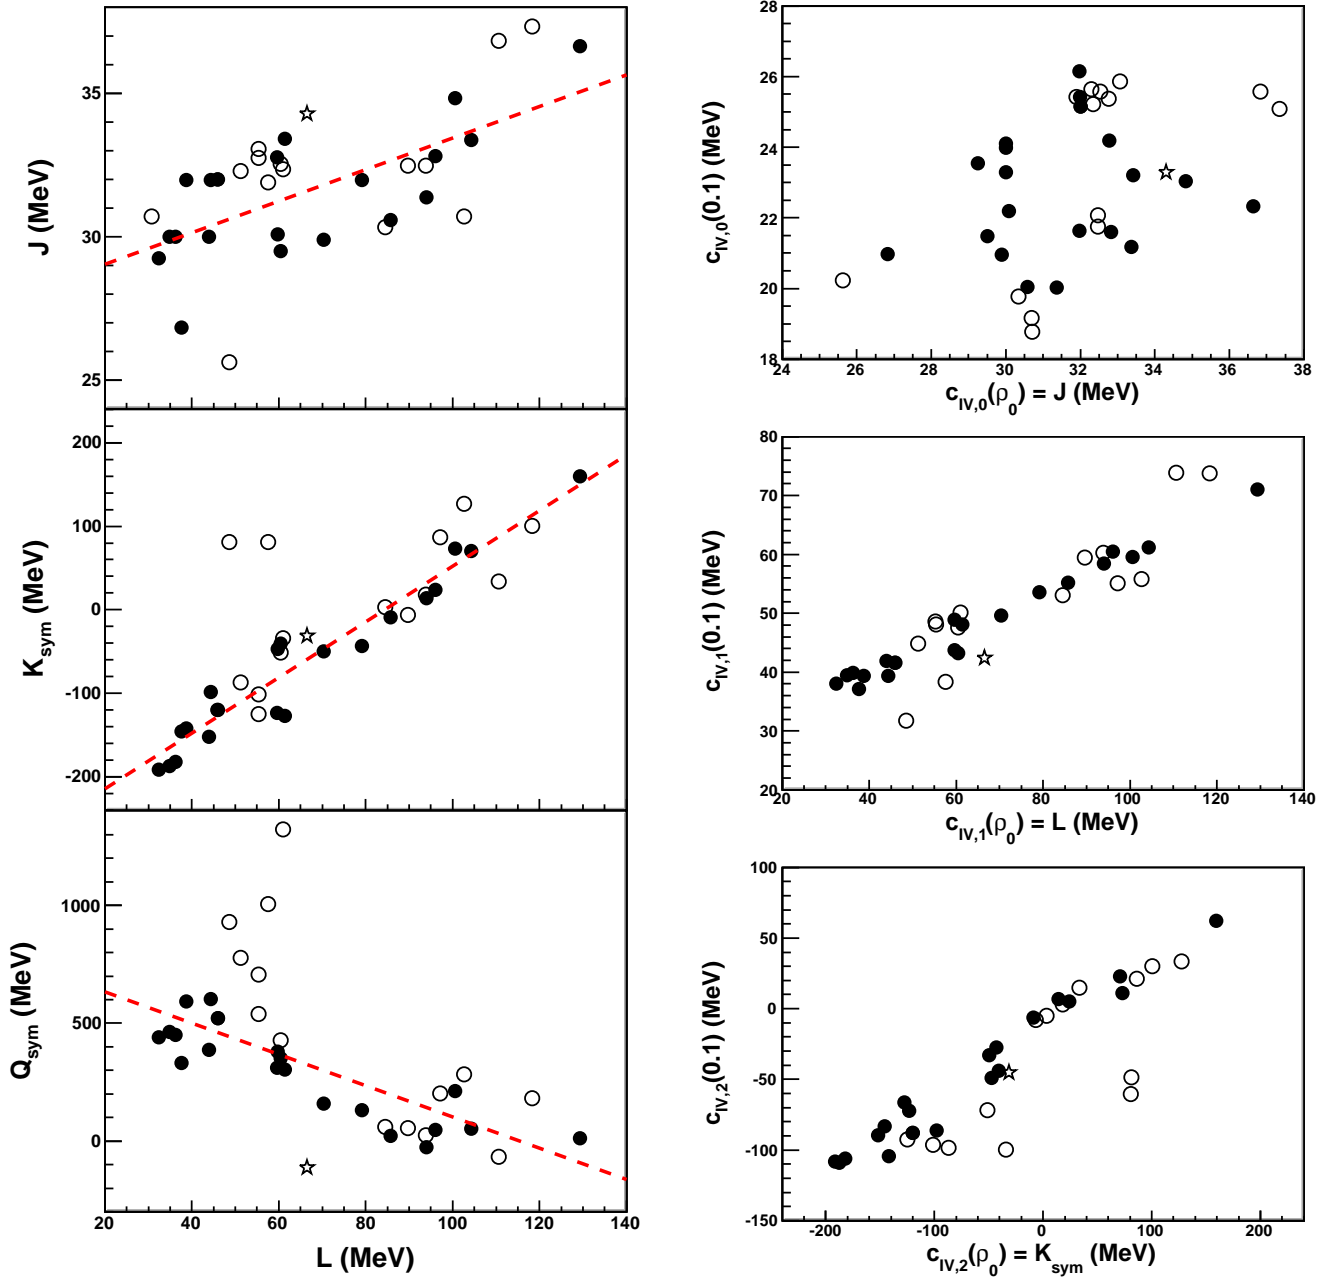 J (MeV)
35
30
25
K_sym (MeV)
200
100
0
-100
-200
Q_sym (MeV)
1000
500
0
20 40 60 80 100 120 140
L (MeV)
c_IV,0(0.1) (MeV)
28
26
24
22
20
18
24 26 28 30 32 34 36 38
c_IV,0(ρ_0) = J (MeV)
c_IV,1(0.1) (MeV)
80
70
60
50
40
30
20
20 40 60 80 100 120 140
c_IV,1(ρ_0) = L (MeV)
c_IV,2(0.1) (MeV)
100
50
0
-50
-100
-150
-200 -100 0 100 200
c_IV,2(ρ_0) = K_sym (MeV)